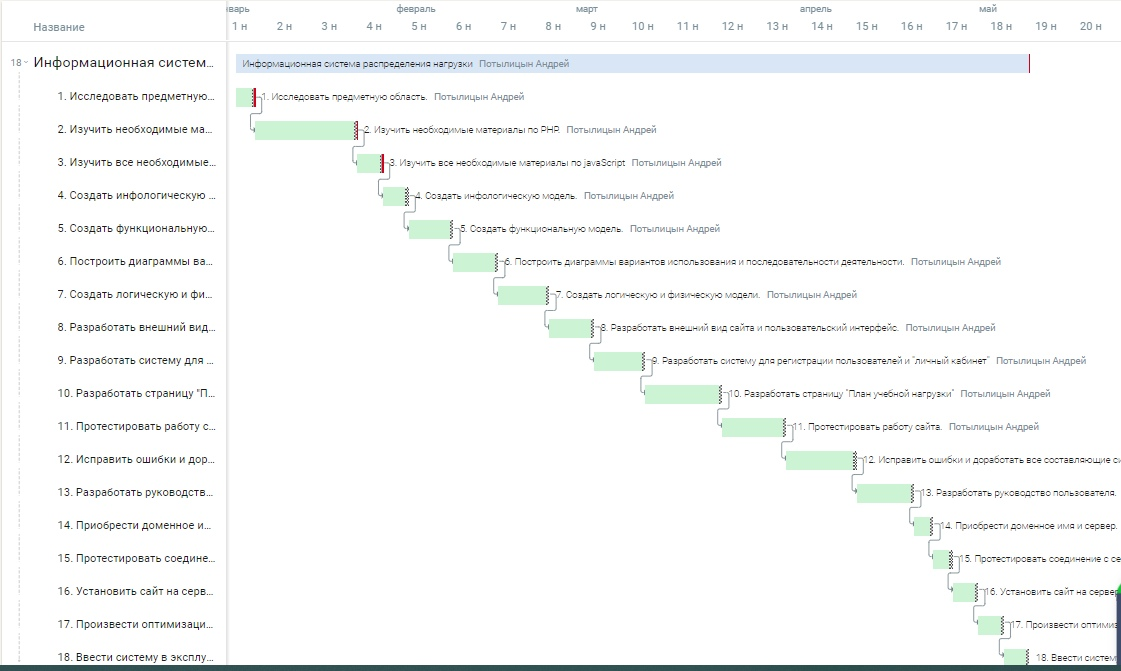 варь февраль март апрель май
Название 1 н 2 н 3 н 4 н 5 н 6 н 7 н 8 н 9 н 10 н 11 н 12 н 13 н 14 н 15 н 16 н 17 н 18 н 19 н 20 н
18 Информационная систем... Информационная система распределения нагрузки Потылицын Андрей
1. Исследовать предметную... 1. Исследовать предметную область. Потылицын Андрей
2. Изучить необходимые ма... 2. Изучить необходимые материалы по PHP. Потылицын Андрей
3. Изучить все необходимые... 3. Изучить все необходимые материалы по javaScript Потылицын Андрей
4. Создать инфологическую ... 4. Создать инфологическую модель. Потылицын Андрей
5. Создать функциональную... 5. Создать функциональную модель. Потылицын Андрей
6. Построить диаграммы ва... 6. Построить диаграммы вариантов использования и последовательности деятельности. Потылицын Андрей
7. Создать логическую и фи... 7. Создать логическую и физическую модели. Потылицын Андрей
8. Разработать внешний вид... 8. Разработать внешний вид сайта и пользовательский интерфейс. Потылицын Андрей
9. Разработать систему для ... 9. Разработать систему для регистрации пользователей и "личный кабинет" Потылицын Андрей
10. Разработать страницу "П... 10. Разработать страницу "План учебной нагрузки" Потылицын Андрей
11. Протестировать работу с... 11. Протестировать работу сайта. Потылицын Андрей
12. Исправить ошибки и дор... 12. Исправить ошибки и доработать все составляющие си
13. Разработать руководств... 13. Разработать руководство пользователя.
14. Приобрести доменное и... 14. Приобрести доменное имя и сервер.
15. Протестировать соедине... 15. Протестировать соединение с се
16. Установить сайт на серв... 16. Установить сайт на сервер
17. Произвести оптимизаци... 17. Произвести оптимиз
18. Ввести систему в эксплу... 18. Ввести систем